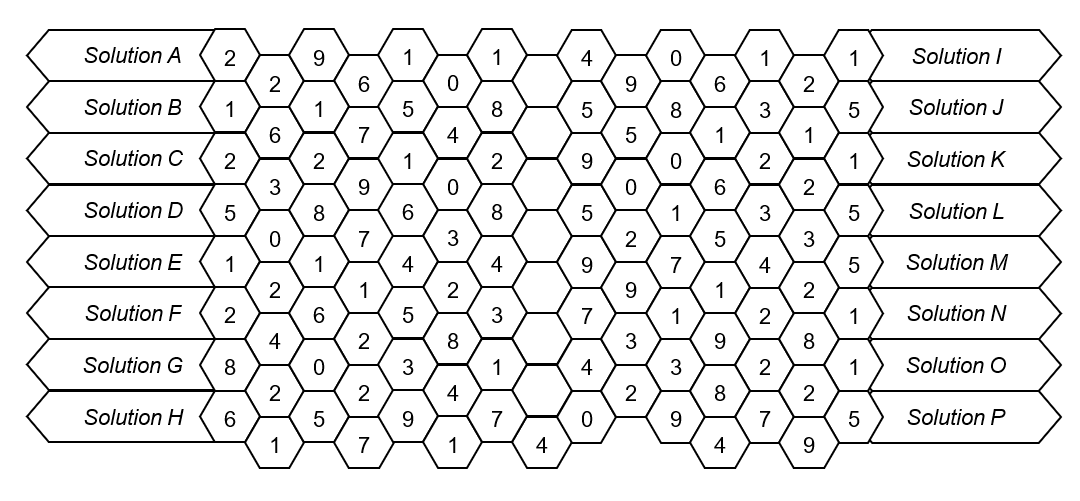 Solution A 2 9 1 1 4 0 1 1 Solution I
2 6 0 9 6 2
Solution B 1 1 5 8 5 8 3 5 Solution J
6 7 4 5 1 1
Solution C 2 2 1 2 9 0 2 1 Solution K
3 9 0 0 6 2
Solution D 5 8 6 8 5 1 3 5 Solution L
0 7 3 2 5 3
Solution E 1 1 4 4 9 7 4 5 Solution M
2 1 2 9 1 2
Solution F 2 6 5 3 7 1 2 1 Solution N
4 2 8 3 9 8
Solution G 8 0 3 1 4 3 2 1 Solution O
2 2 4 2 8 2
Solution H 6 5 9 7 0 9 7 5 Solution P
1 7 1 4 4 9